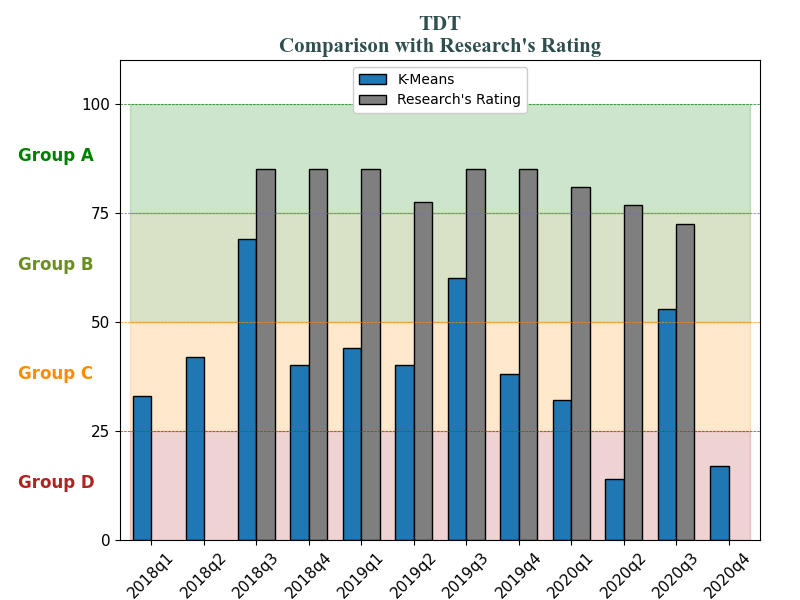 TDT
Comparison with Research's Rating
K-Means
Research's Rating
100
Group A
75
Group B
50
Group C
25
Group D
0
2018q1 2018q2 2018q3 2018q4 2019q1 2019q2 2019q3 2019q4 2020q1 2020q2 2020q3 2020q4